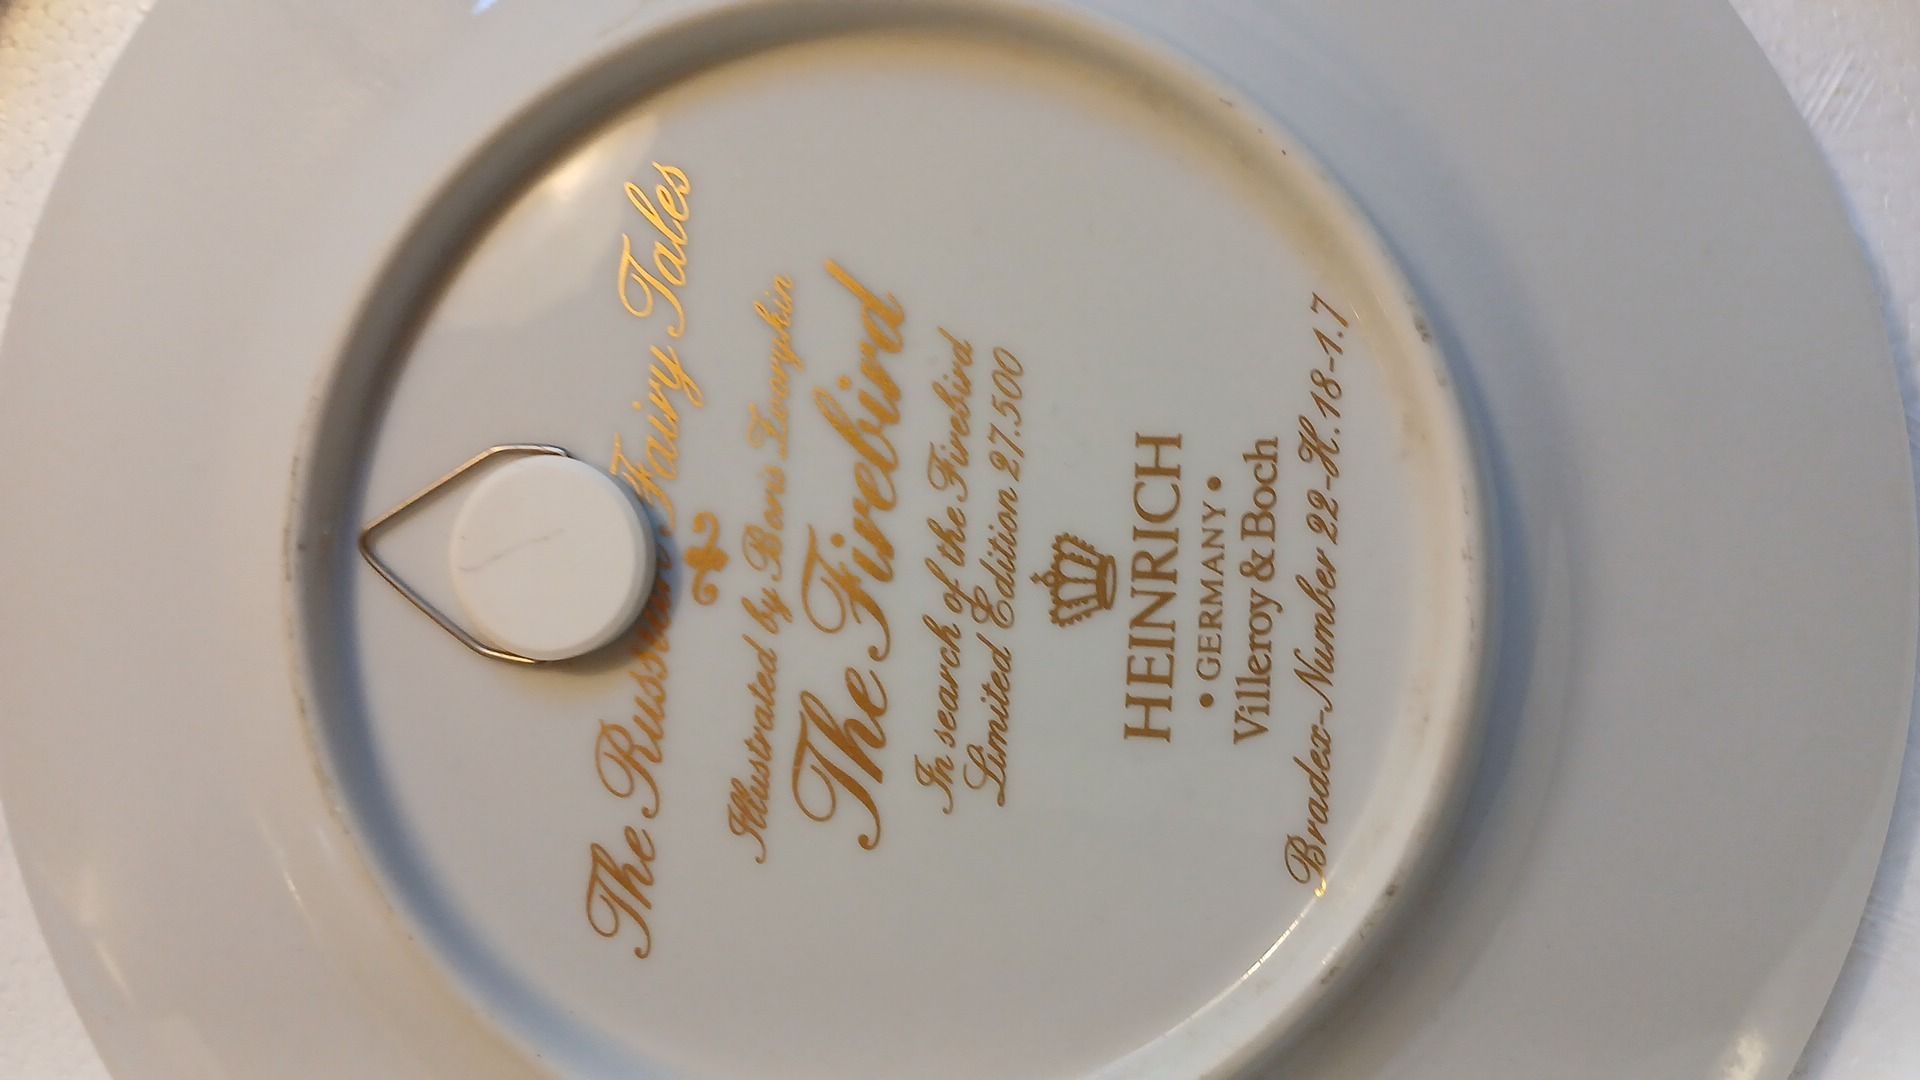 The Russian Fairy Tales
Illustrated by Boris Zvorykin
The Firebird
In search of the Firebird
Limited Edition 27.500
HEINRICH
• GERMANY •
Villeroy & Boch
Bradex-Number 22-H.18-1.7